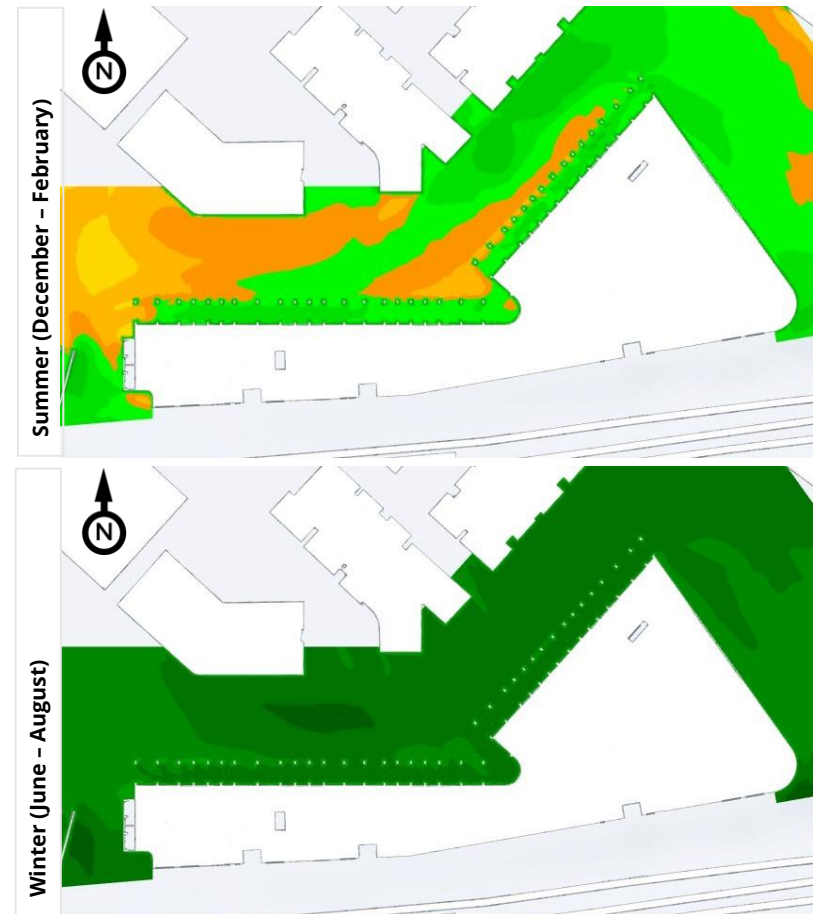 Summer (December – February)
N
Winter (June – August)
N